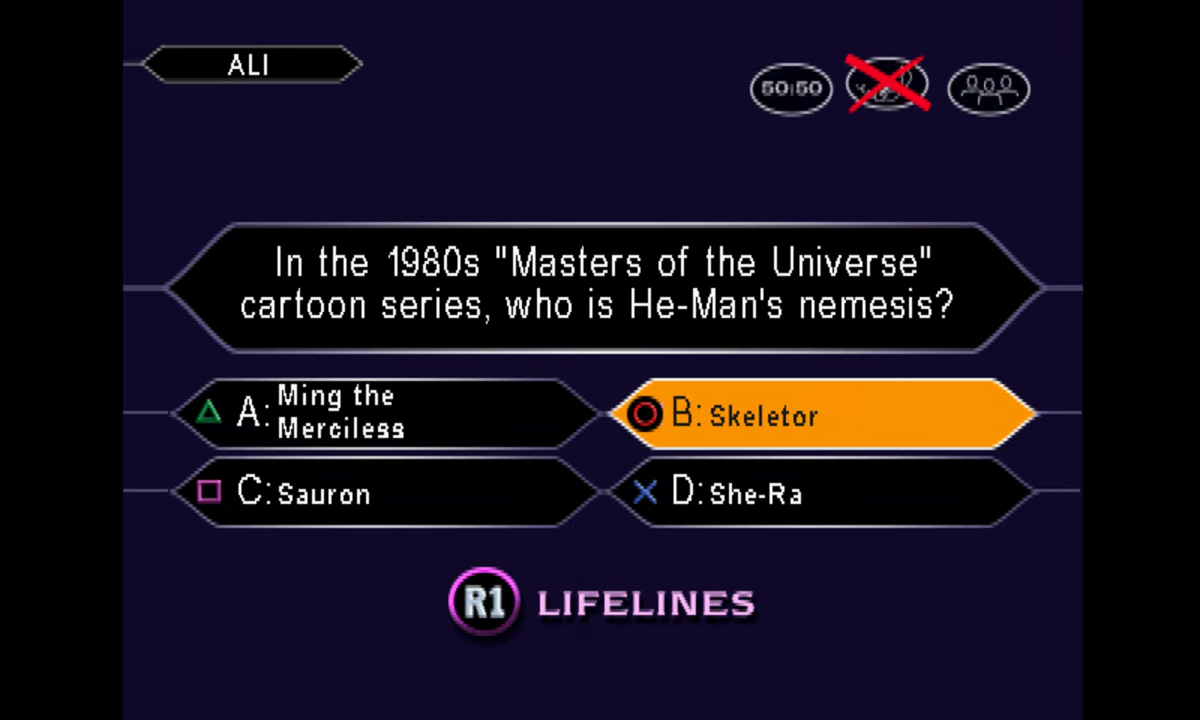 ALI
50:50
In the 1980s "Masters of the Universe"
cartoon series, who is He-Man's nemesis?
A: Ming the
Merciless
B: Skeletor
C: Sauron
D: She-Ra
R1 LIFELINES